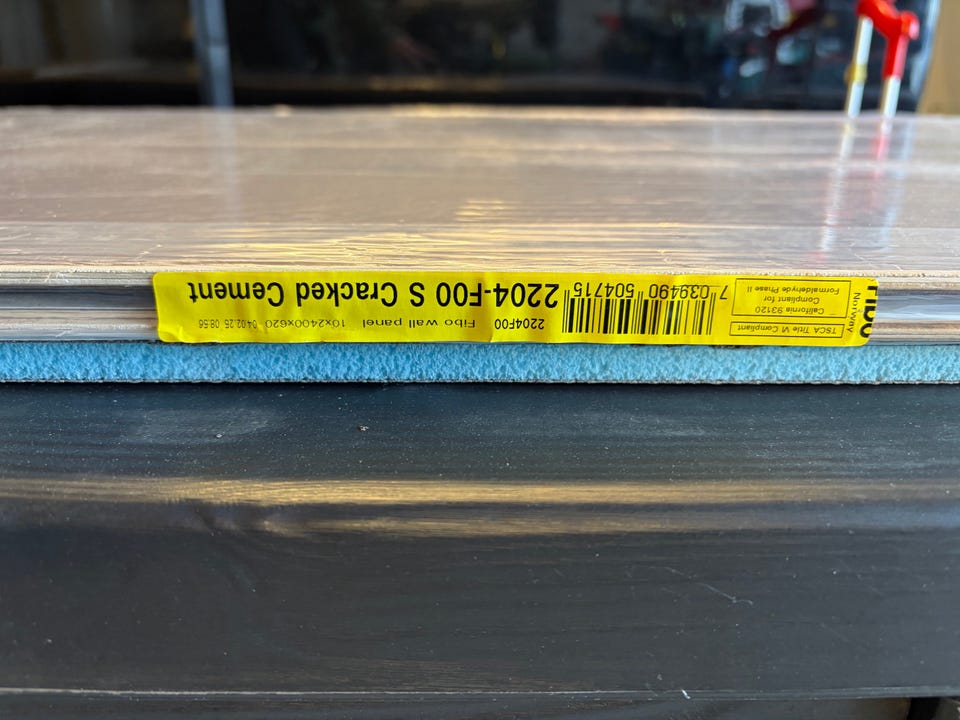 Fibo
Norway
TSCA Title VI Compliant
California 93120
Compliant for
Formaldehyde Phase II
7 039490 504715
2204F00
Fibo wall panel
10x2400x620
04.02.25 08:56
2204-F00 S Cracked Cement